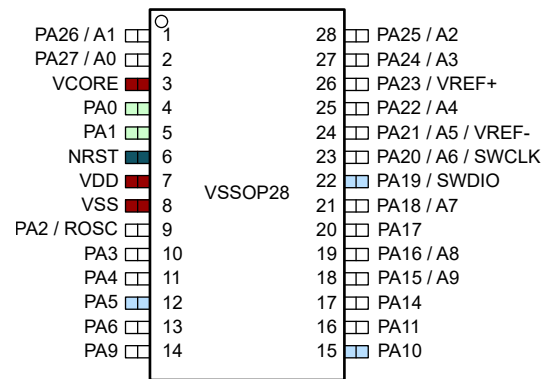 PA26 / A1 1 28 PA25 / A2
PA27 / A0 2 27 PA24 / A3
VCORE 3 26 PA23 / VREF+
PA0 4 25 PA22 / A4
PA1 5 24 PA21 / A5 / VREF-
NRST 6 23 PA20 / A6 / SWCLK
VDD 7 22 PA19 / SWDIO
VSSOP28
VSS 8 21 PA18 / A7
PA2 / ROSC 9 20 PA17
PA3 10 19 PA16 / A8
PA4 11 18 PA15 / A9
PA5 12 17 PA14
PA6 13 16 PA11
PA9 14 15 PA10